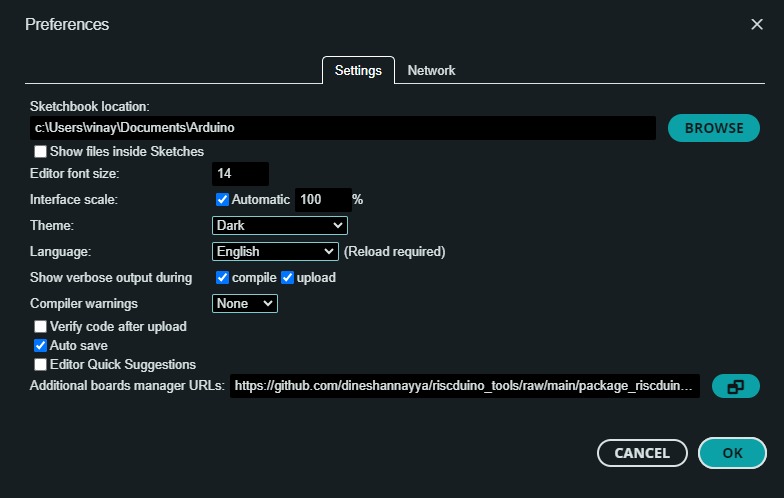 Preferences
Settings Network
Sketchbook location:
c:\Users\vinay\Documents\Arduino BROWSE
Show files inside Sketches
Editor font size: 14
Interface scale: Automatic 100 %
Theme: Dark
Language: English (Reload required)
Show verbose output during compile upload
Compiler warnings None
Verify code after upload
Auto save
Editor Quick Suggestions
Additional boards manager URLs: https://github.com/dineshannayya/riscduino_tools/raw/main/package_riscduin...
CANCEL OK